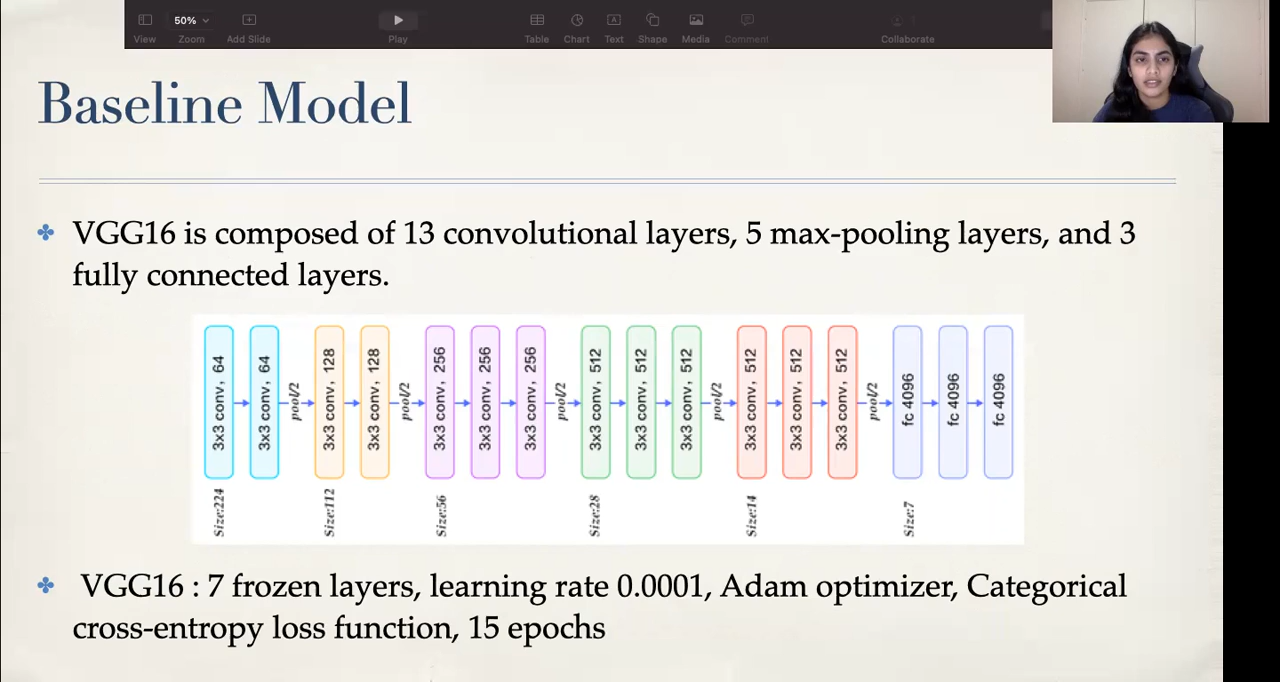 View
50%
Zoom
Add Slide
Play
Table
Chart
Text
Shape
Media
Comment
Collaborate
Baseline Model
VGG16 is composed of 13 convolutional layers, 5 max-pooling layers, and 3
fully connected layers.
3x3 conv, 64
3x3 conv, 64
pool/2
3x3 conv, 128
3x3 conv, 128
pool/2
3x3 conv, 256
3x3 conv, 256
3x3 conv, 256
pool/2
3x3 conv, 512
3x3 conv, 512
3x3 conv, 512
pool/2
3x3 conv, 512
3x3 conv, 512
3x3 conv, 512
pool/2
fc 4096
fc 4096
fc 4096
Size:224
Size:112
Size:56
Size:28
Size:14
Size:7
VGG16 : 7 frozen layers, learning rate 0.0001, Adam optimizer, Categorical
cross-entropy loss function, 15 epochs